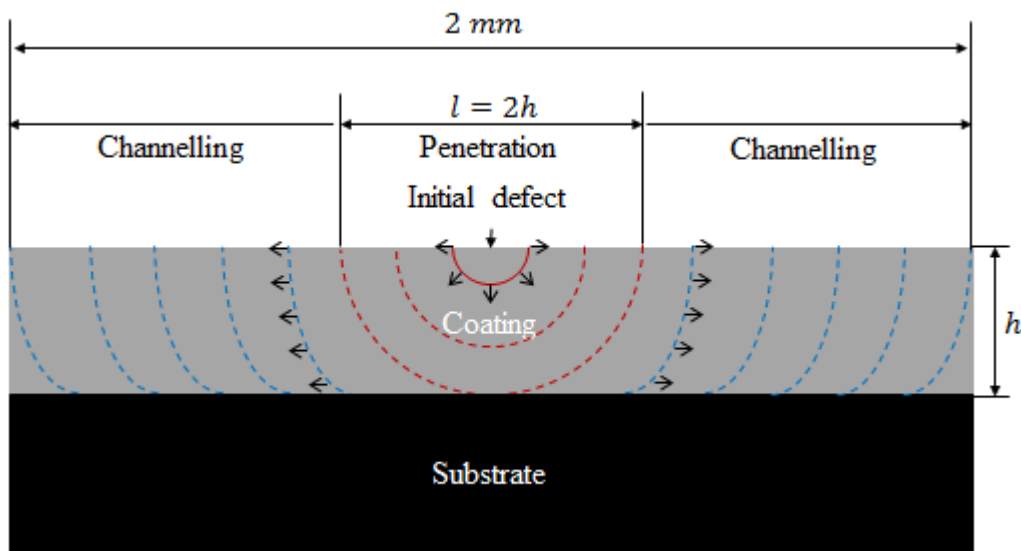 2 mm
l = 2h
Channelling
Penetration
Channelling
Initial defect
Coating
h
Substrate